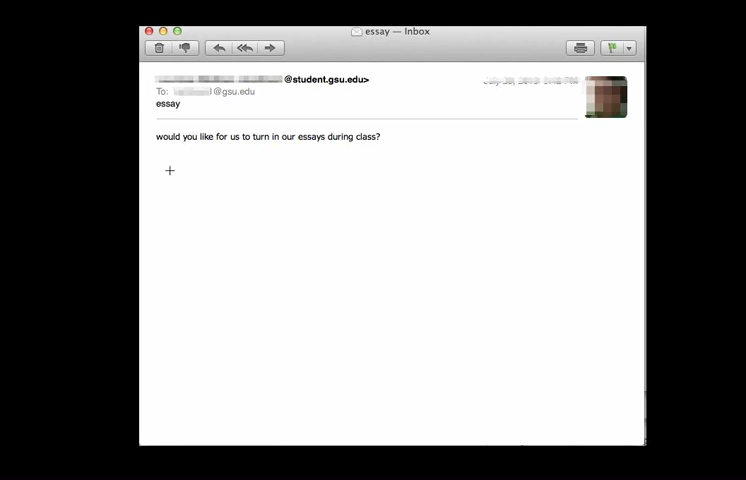 essay — Inbox
@student.gsu.edu>
To: @gsu.edu
essay
would you like for us to turn in our essays during class?